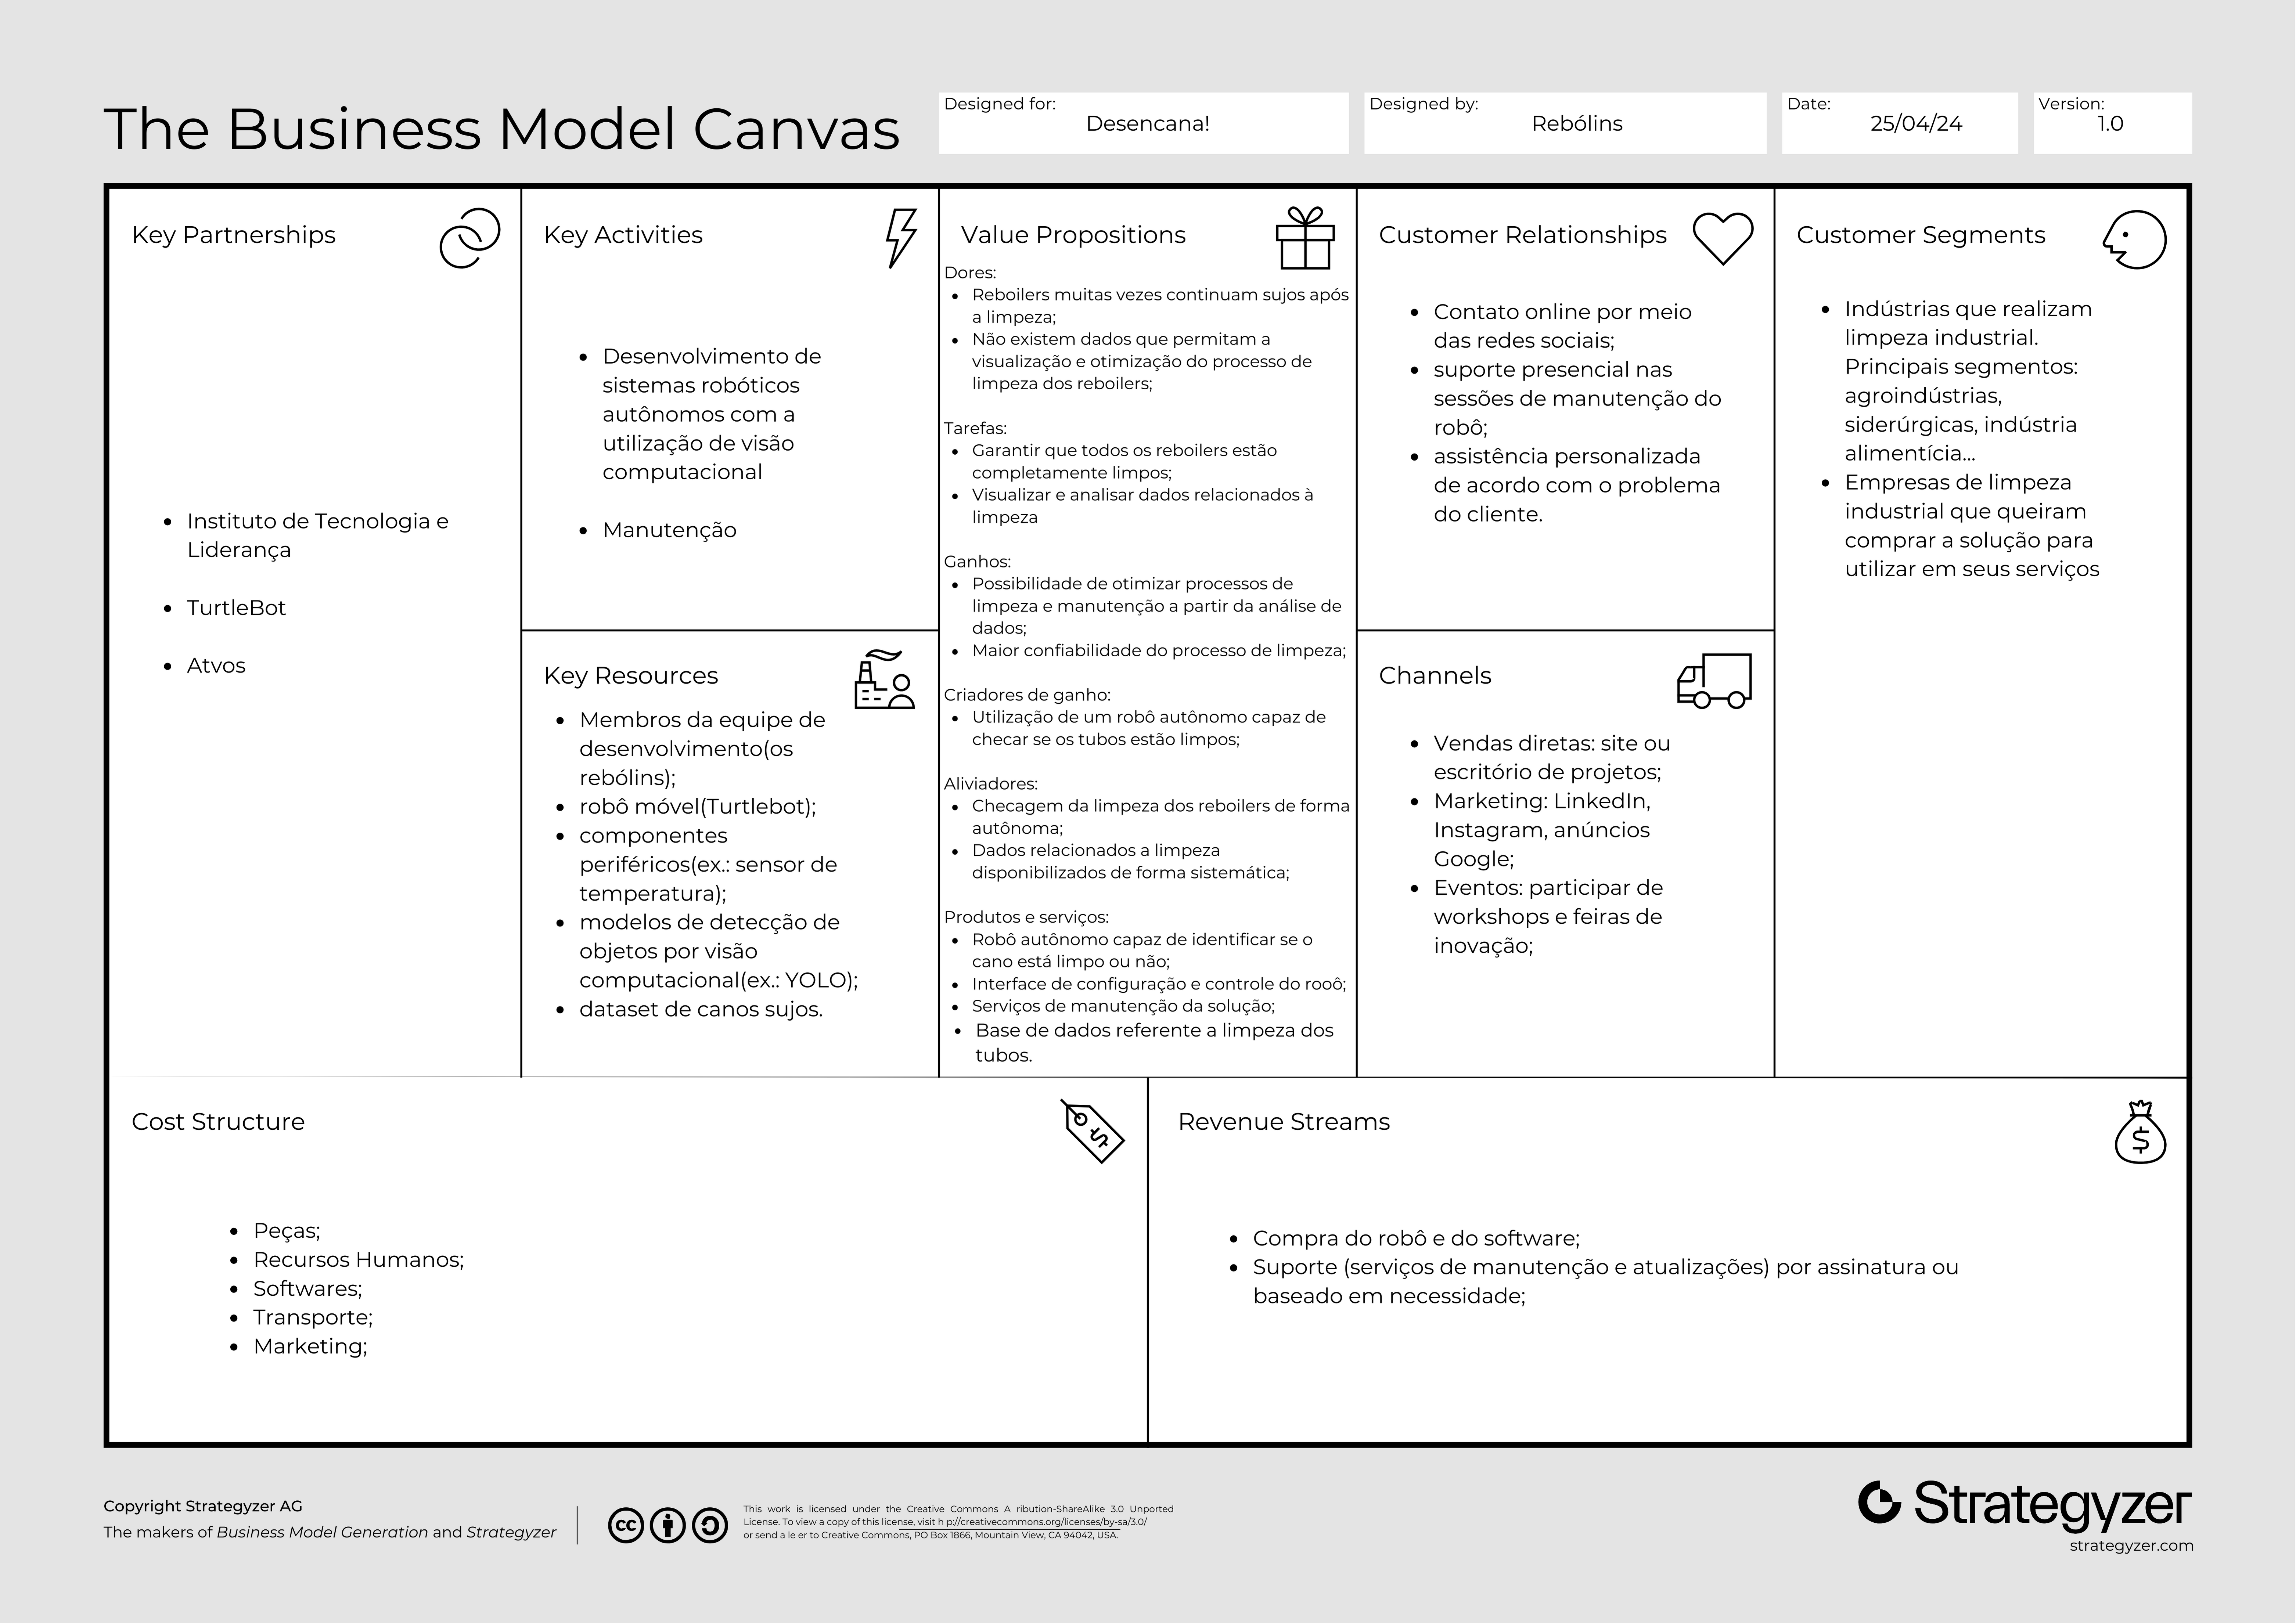 The Business Model Canvas
Designed for:
Desencana!
Designed by:
Rebólins
Date:
25/04/24
Version:
1.0
Key Partnerships
• Instituto de Tecnologia e
Liderança
• TurtleBot
• Atvos
Key Activities
• Desenvolvimento de
sistemas robóticos
autônomos com a
utilização de visão
computacional
• Manutenção
Key Resources
• Membros da equipe de
desenvolvimento(os
rebólins);
• robô móvel(Turtlebot);
• componentes
periféricos(ex.: sensor de
temperatura);
• modelos de detecção de
objetos por visão
computacional(ex.: YOLO);
• dataset de canos sujos.
Value Propositions
Dores:
• Reboilers muitas vezes continuam sujos após
a limpeza;
• Não existem dados que permitam a
visualização e otimização do processo de
limpeza dos reboilers;
Tarefas:
• Garantir que todos os reboilers estão
completamente limpos;
• Visualizar e analisar dados relacionados à
limpeza
Ganhos:
• Possibilidade de otimizar processos de
limpeza e manutenção a partir da análise de
dados;
• Maior confiabilidade do processo de limpeza;
Criadores de ganho:
• Utilização de um robô autônomo capaz de
checar se os tubos estão limpos;
Aliviadores:
• Checagem da limpeza dos reboilers de forma
autônoma;
• Dados relacionados a limpeza
disponibilizados de forma sistemática;
Produtos e serviços:
• Robô autônomo capaz de identificar se o
cano está limpo ou não;
• Interface de configuração e controle do rooô;
• Serviços de manutenção da solução;
• Base de dados referente a limpeza dos
tubos.
Customer Relationships
• Contato online por meio
das redes sociais;
• suporte presencial nas
sessões de manutenção do
robô;
• assistência personalizada
de acordo com o problema
do cliente.
Channels
• Vendas diretas: site ou
escritório de projetos;
• Marketing: LinkedIn,
Instagram, anúncios
Google;
• Eventos: participar de
workshops e feiras de
inovação;
Customer Segments
• Indústrias que realizam
limpeza industrial.
Principais segmentos:
agroindústrias,
siderúrgicas, indústria
alimentícia...
• Empresas de limpeza
industrial que queiram
comprar a solução para
utilizar em seus serviços
Cost Structure
• Peças;
• Recursos Humanos;
• Softwares;
• Transporte;
• Marketing;
Revenue Streams
• Compra do robô e do software;
• Suporte (serviços de manutenção e atualizações) por assinatura ou
baseado em necessidade;
Copyright Strategyzer AG
The makers of Business Model Generation and Strategyzer
cc
This work is licensed under the Creative Commons A ribution-ShareAlike 3.0 Unported
License. To view a copy of this license, visit h p://creativecommons.org/licenses/by-sa/3.0/
or send a le er to Creative Commons, PO Box 1866, Mountain View, CA 94042, USA.
Strategyzer
strategyzer.com